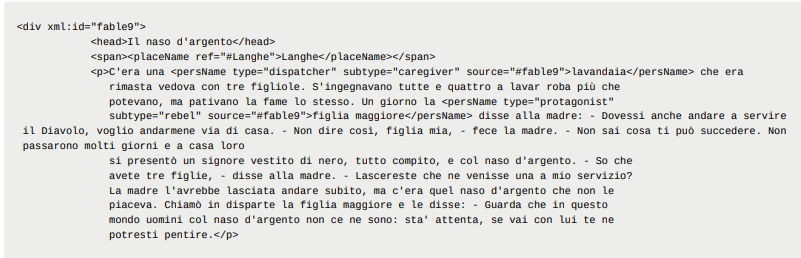 <div xml:id="fable9">
<head>Il naso d'argento</head>
<span><placeName ref="#Langhe">Langhe</placeName></span>
<p>C'era una <persName type="dispatcher" subtype="caregiver" source="#fable9">lavandaia</persName> che era
rimasta vedova con tre figliole. S'ingegnavano tutte e quattro a lavar roba più che
potevano, ma pativano la fame lo stesso. Un giorno la <persName type="protagonist"
subtype="rebel" source="#fable9">figlia maggiore</persName> disse alla madre: - Dovessi anche andare a servire
il Diavolo, voglio andarmene via di casa. - Non dire così, figlia mia, - fece la madre. - Non sai cosa ti può succedere. Non
passarono molti giorni e a casa loro
si presentò un signore vestito di nero, tutto compito, e col naso d'argento. - So che
avete tre figlie, - disse alla madre. - Lascereste che ne venisse una a mio servizio?
La madre l'avrebbe lasciata andare subito, ma c'era quel naso d'argento che non le
piaceva. Chiamò in disparte la figlia maggiore e le disse: - Guarda che in questo
mondo uomini col naso d'argento non ce ne sono: sta' attenta, se vai con lui te ne
potresti pentire.</p>